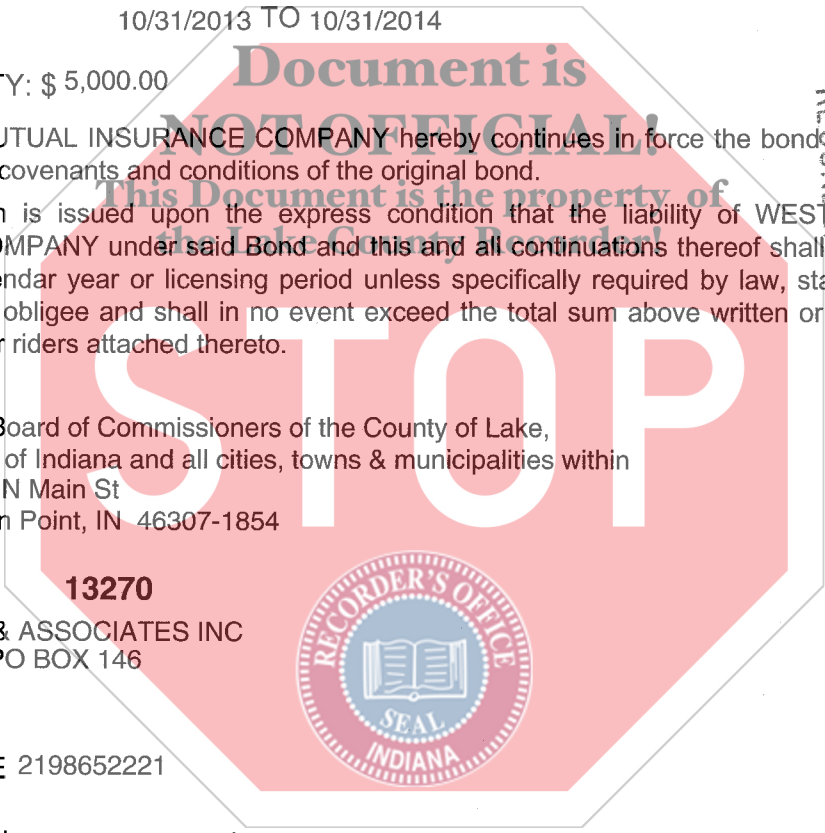 10/31/2013 TO 10/31/2014
Document is
TY: $ 5,000.00
NOT OFFICIAL!
UTUAL INSURANCE COMPANY hereby continues in force the bond
covenants and conditions of the original bond.
This Document is the property of
n is issued upon the express condition that the liability of WEST
the Lake County Recorder!
OMPANY under said Bond and this and all continuations thereof shall
endar year or licensing period unless specifically required by law, sta
obligee and shall in no event exceed the total sum above written or
r riders attached thereto.
STOP
Board of Commissioners of the County of Lake,
of Indiana and all cities, towns & municipalities within
N Main St
n Point, IN 46307-1854
13270
& ASSOCIATES INC
PO BOX 146
RECORDER'S OFFICE
SEAL
INDIANA
E 2198652221